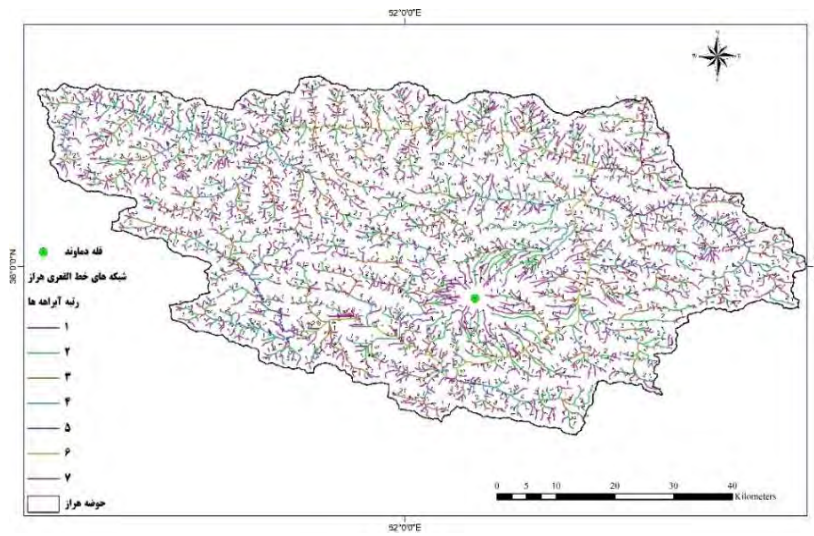 52°0'0"E
N
36°0'0"N
قله دماوند
شبکه های خط القعری هراز
رتبه آبراهه ها
۱
۲
۳
۴
۵
۶
۷
حوضه هراز
0 5 10 20 30 40
Kilometers
52°0'0"E